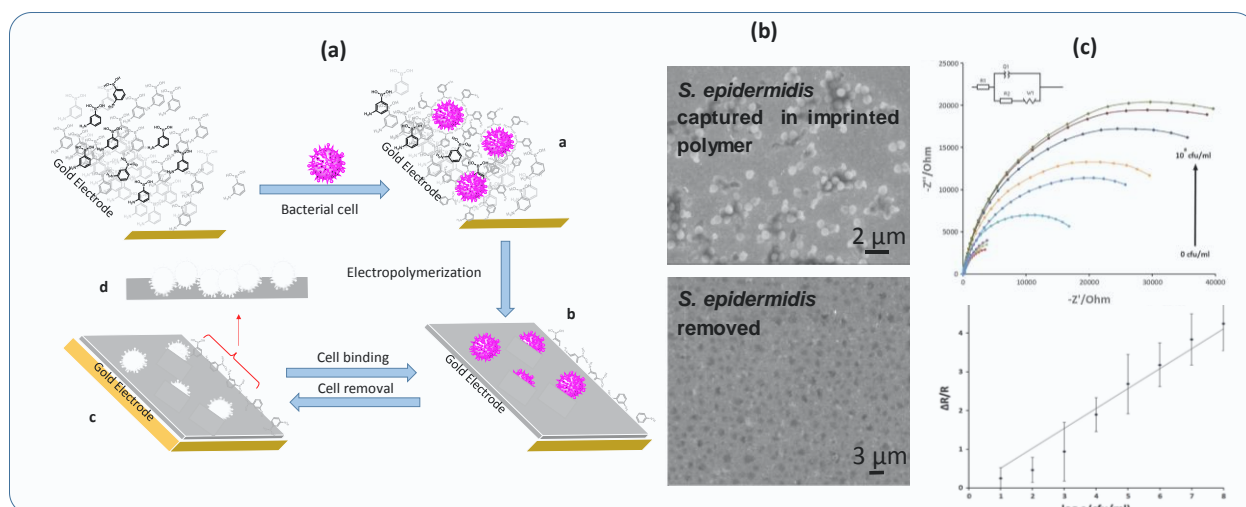 (a)
(b)
(c)
Gold Electrode
Bacterial cell
Gold Electrode
a
Electropolymerization
d
b
Cell binding
Cell removal
Gold Electrode
Gold Electrode
c
S. epidermidis
captured in imprinted
polymer
2 µm
S. epidermidis
removed
3 µm
25000
20000
15000
10000
5000
0
-Z''/Ohm
R1
R2
cfu/ml
0 cfu/ml
0
10000
20000
30000
40000
-Z'/Ohm
4
3
2
1
0
ΔR/R
0
1
2
3
4
5
6
7
8